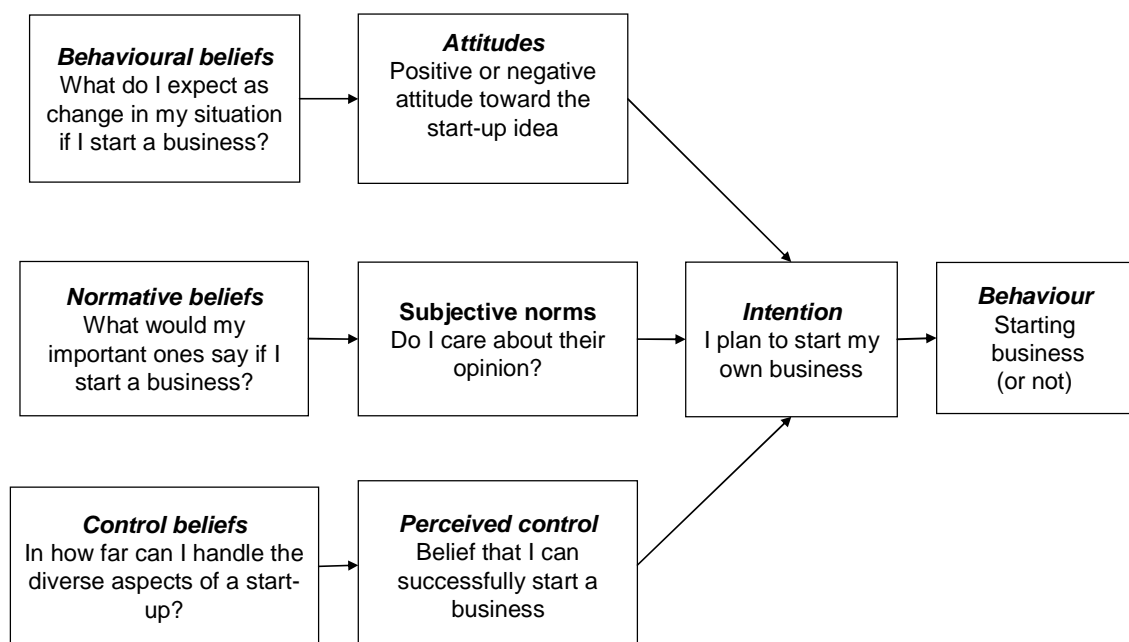 Behavioural beliefs
What do I expect as
change in my situation
if I start a business?
Attitudes
Positive or negative
attitude toward the
start-up idea
Normative beliefs
What would my
important ones say if I
start a business?
Subjective norms
Do I care about their
opinion?
Intention
I plan to start my
own business
Behaviour
Starting
business
(or not)
Control beliefs
In how far can I handle the
diverse aspects of a start-
up?
Perceived control
Belief that I can
successfully start a
business